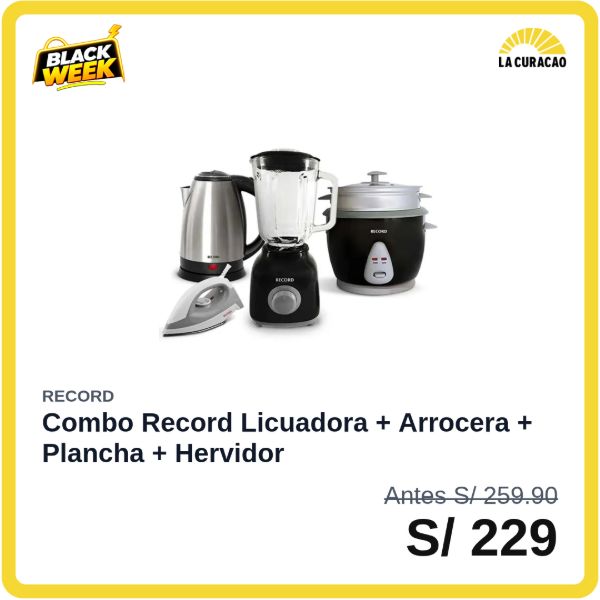 BLACK
WEEK
LA CURACAO
RECORD
RECORD
RECORD
Combo Record Licuadora + Arrocera +
Plancha + Hervidor
Antes S/ 259.90
S/ 229